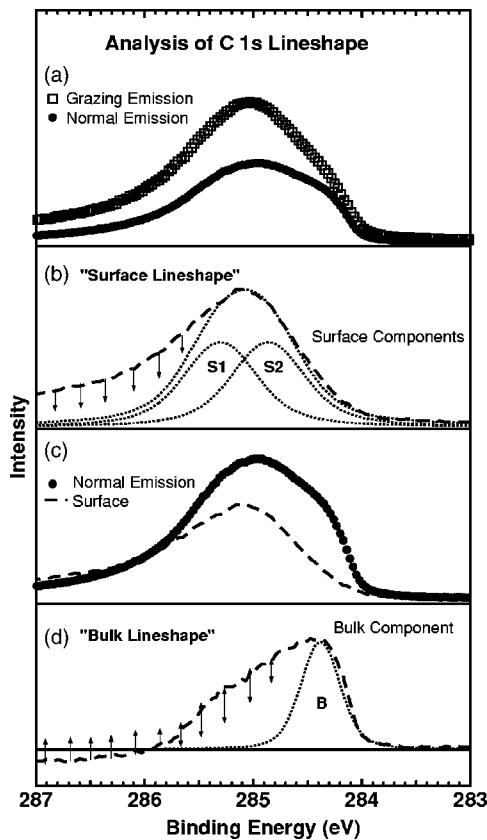 Analysis of C 1s Lineshape
(a)
Grazing Emission
Normal Emission
(b) "Surface Lineshape"
Surface Components
S1 S2
(c)
Normal Emission
Surface
(d) "Bulk Lineshape"
Bulk Component
B
Intensity
287 286 285 284 283
Binding Energy (eV)